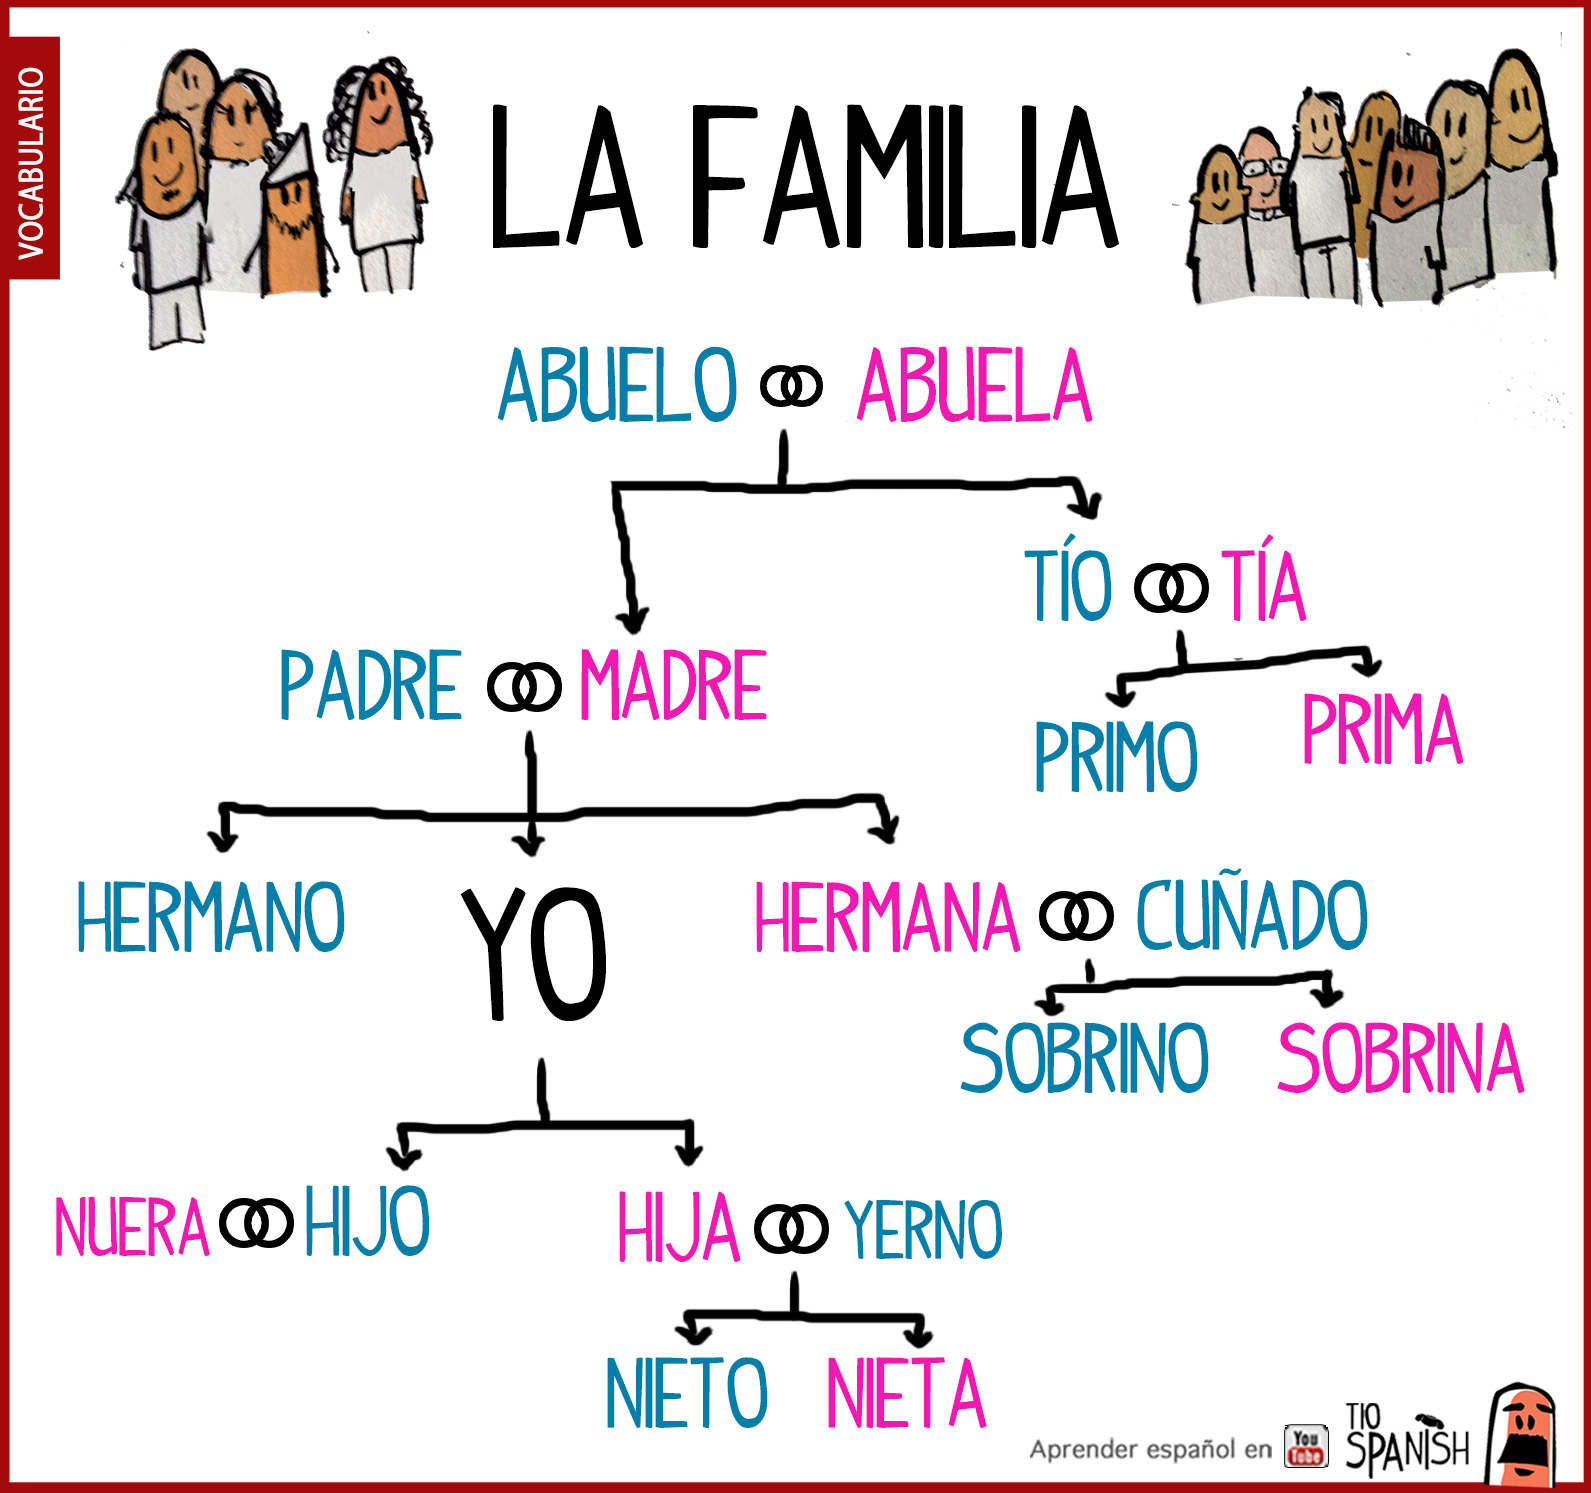 VOCABULARIO
LA FAMILIA
ABUELO ABUELA
TÍO TÍA
PADRE MADRE
PRIMO PRIMA
HERMANO YO HERMANA CUÑADO
SOBRINO SOBRINA
NUERA HIJO HIJA YERNO
NIETO NIETA
Aprender español en You Tube TIO SPANISH